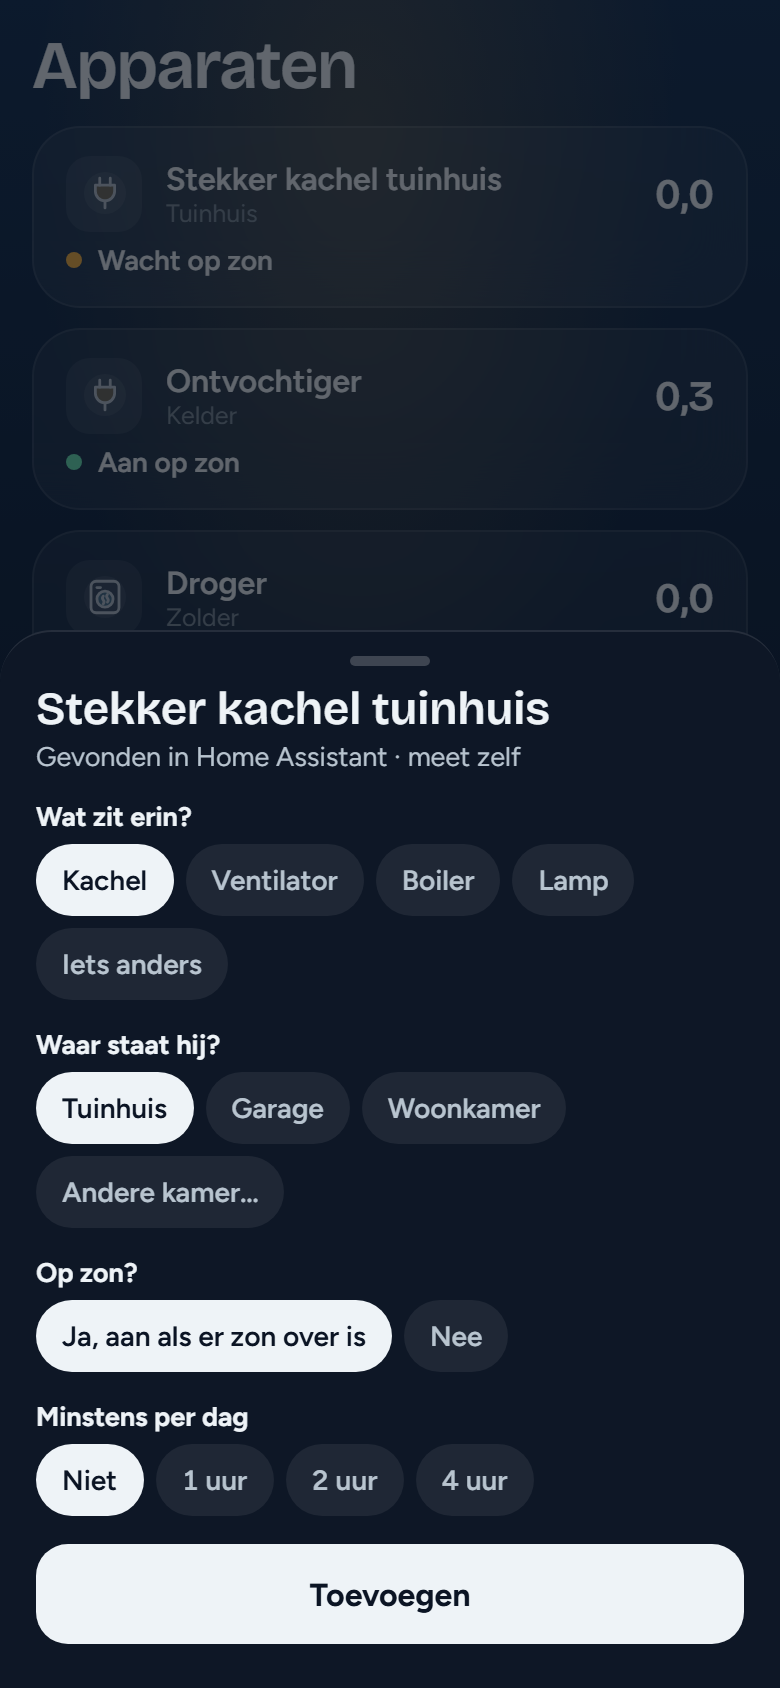 Apparaten
Stekker kachel tuinhuis
0,0
Tuinhuis
Wacht op zon
Ontvochtiger
0,3
Kelder
Aan op zon
Droger
0,0
Zolder
Stekker kachel tuinhuis
Gevonden in Home Assistant · meet zelf
Wat zit erin?
Kachel Ventilator Boiler Lamp
Iets anders
Waar staat hij?
Tuinhuis Garage Woonkamer
Andere kamer...
Op zon?
Ja, aan als er zon over is Nee
Minstens per dag
Niet 1 uur 2 uur 4 uur
Toevoegen